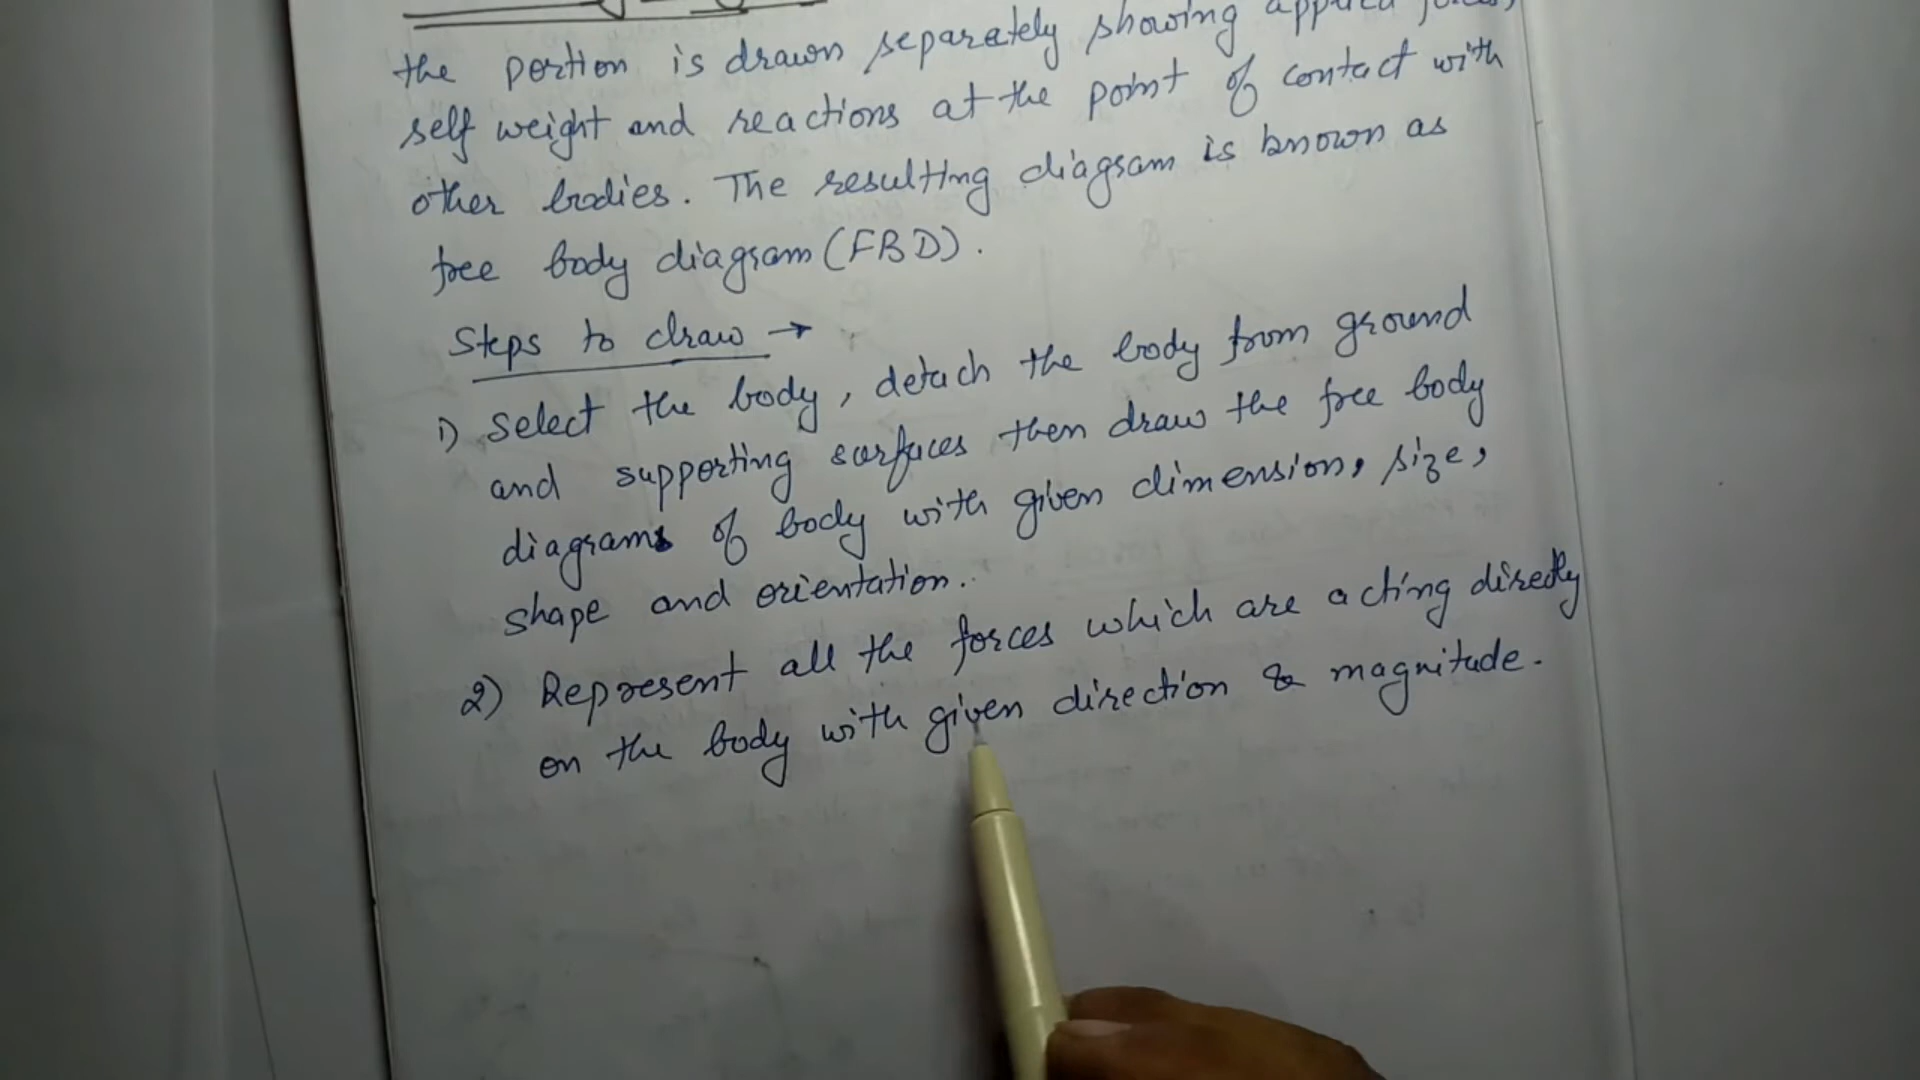 the portion is drawn separately showing applied forces,
self weight and reactions at the point of contact with
other bodies. The resulting diagram is known as
free body diagram (FBD).
Steps to draw →
1) Select the body, detach the body from ground
and supporting surfaces then draw the free body
diagrams of body with given dimension, size,
shape and orientation.
2) Represent all the forces which are acting directly
on the body with given direction & magnitude.